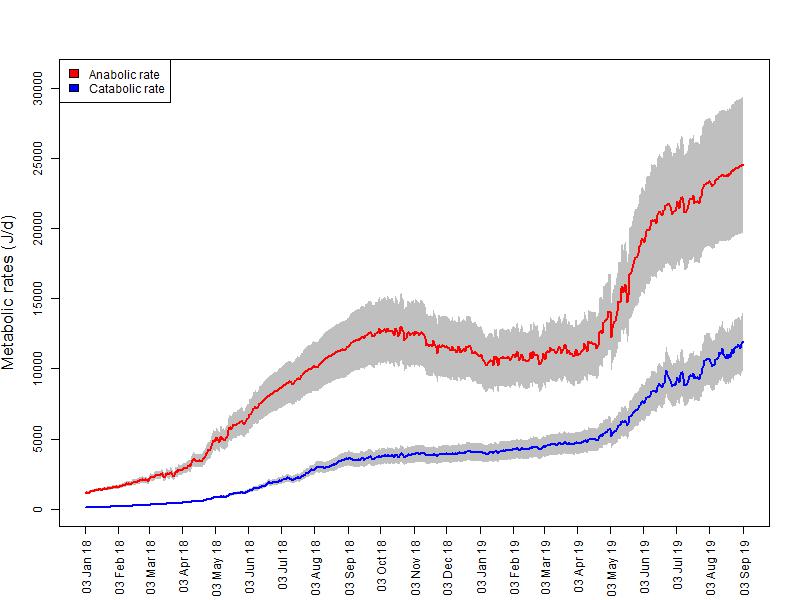 Anabolic rate
Catabolic rate
Metabolic rates (J/d)
30000
25000
20000
15000
10000
5000
0
03 Jan 18
03 Feb 18
03 Mar 18
03 Apr 18
03 May 18
03 Jun 18
03 Jul 18
03 Aug 18
03 Sep 18
03 Oct 18
03 Nov 18
03 Dec 18
03 Jan 19
03 Feb 19
03 Mar 19
03 Apr 19
03 May 19
03 Jun 19
03 Jul 19
03 Aug 19
03 Sep 19